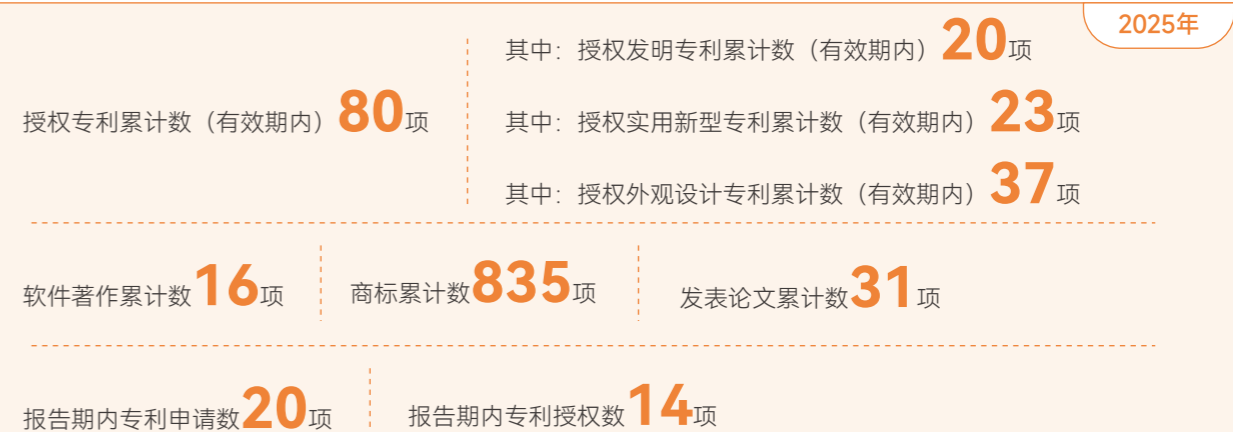 2025年
其中：授权发明专利累计数（有效期内）20项
授权专利累计数（有效期内）80项
其中：授权实用新型专利累计数（有效期内）23项
其中：授权外观设计专利累计数（有效期内）37项
软件著作累计数16项
商标累计数835项
发表论文累计数31项
报告期内专利申请数20项
报告期内专利授权数14项